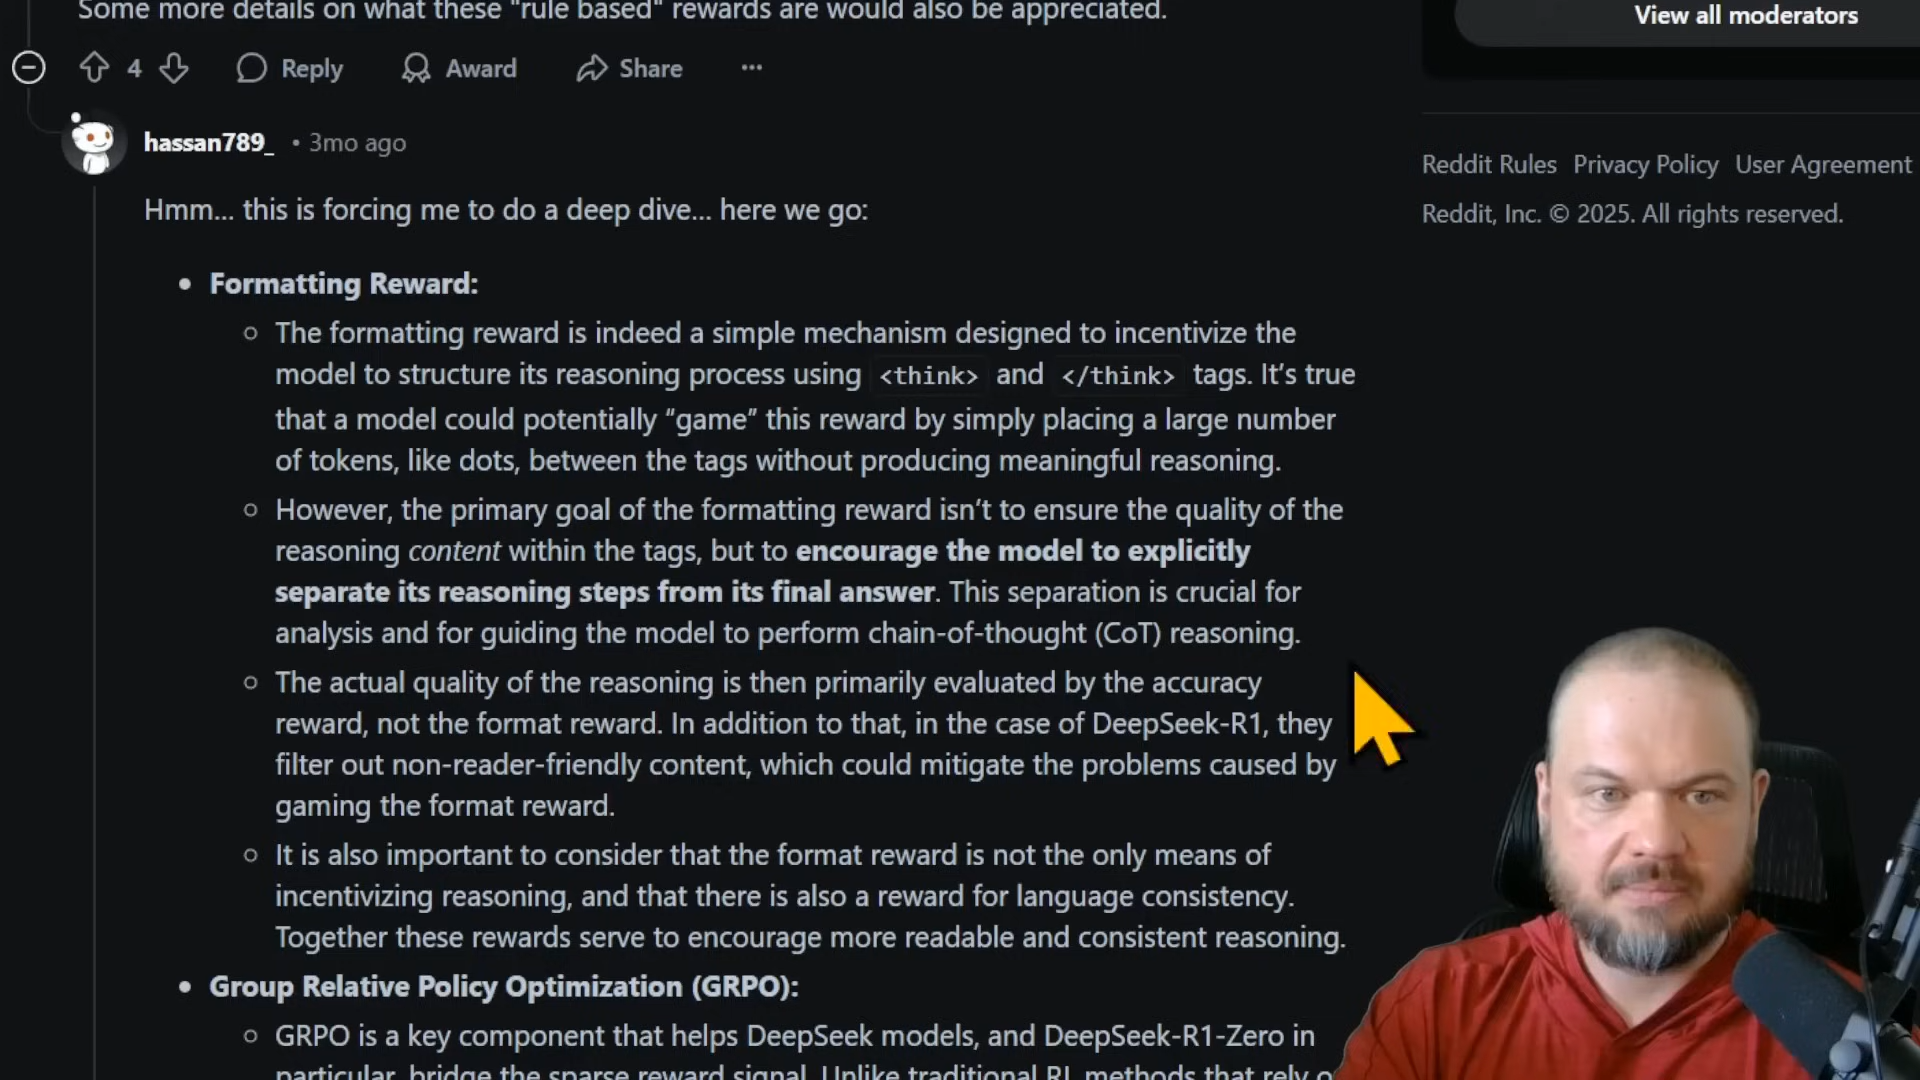 Some more details on what these "rule based" rewards are would also be appreciated.
View all moderators
4 Reply Award Share ...
hassan789_ • 3mo ago
Reddit Rules Privacy Policy User Agreement
Reddit, Inc. © 2025. All rights reserved.
Hmm... this is forcing me to do a deep dive... here we go:
• Formatting Reward:
○ The formatting reward is indeed a simple mechanism designed to incentivize the
model to structure its reasoning process using <think> and </think> tags. It’s true
that a model could potentially “game” this reward by simply placing a large number
of tokens, like dots, between the tags without producing meaningful reasoning.
○ However, the primary goal of the formatting reward isn’t to ensure the quality of the
reasoning content within the tags, but to encourage the model to explicitly
separate its reasoning steps from its final answer. This separation is crucial for
analysis and for guiding the model to perform chain-of-thought (CoT) reasoning.
○ The actual quality of the reasoning is then primarily evaluated by the accuracy
reward, not the format reward. In addition to that, in the case of DeepSeek-R1, they
filter out non-reader-friendly content, which could mitigate the problems caused by
gaming the format reward.
○ It is also important to consider that the format reward is not the only means of
incentivizing reasoning, and that there is also a reward for language consistency.
Together these rewards serve to encourage more readable and consistent reasoning.
• Group Relative Policy Optimization (GRPO):
○ GRPO is a key component that helps DeepSeek models, and DeepSeek-R1-Zero in
particular, bridge the sparse reward signal. Unlike traditional RL methods that rely